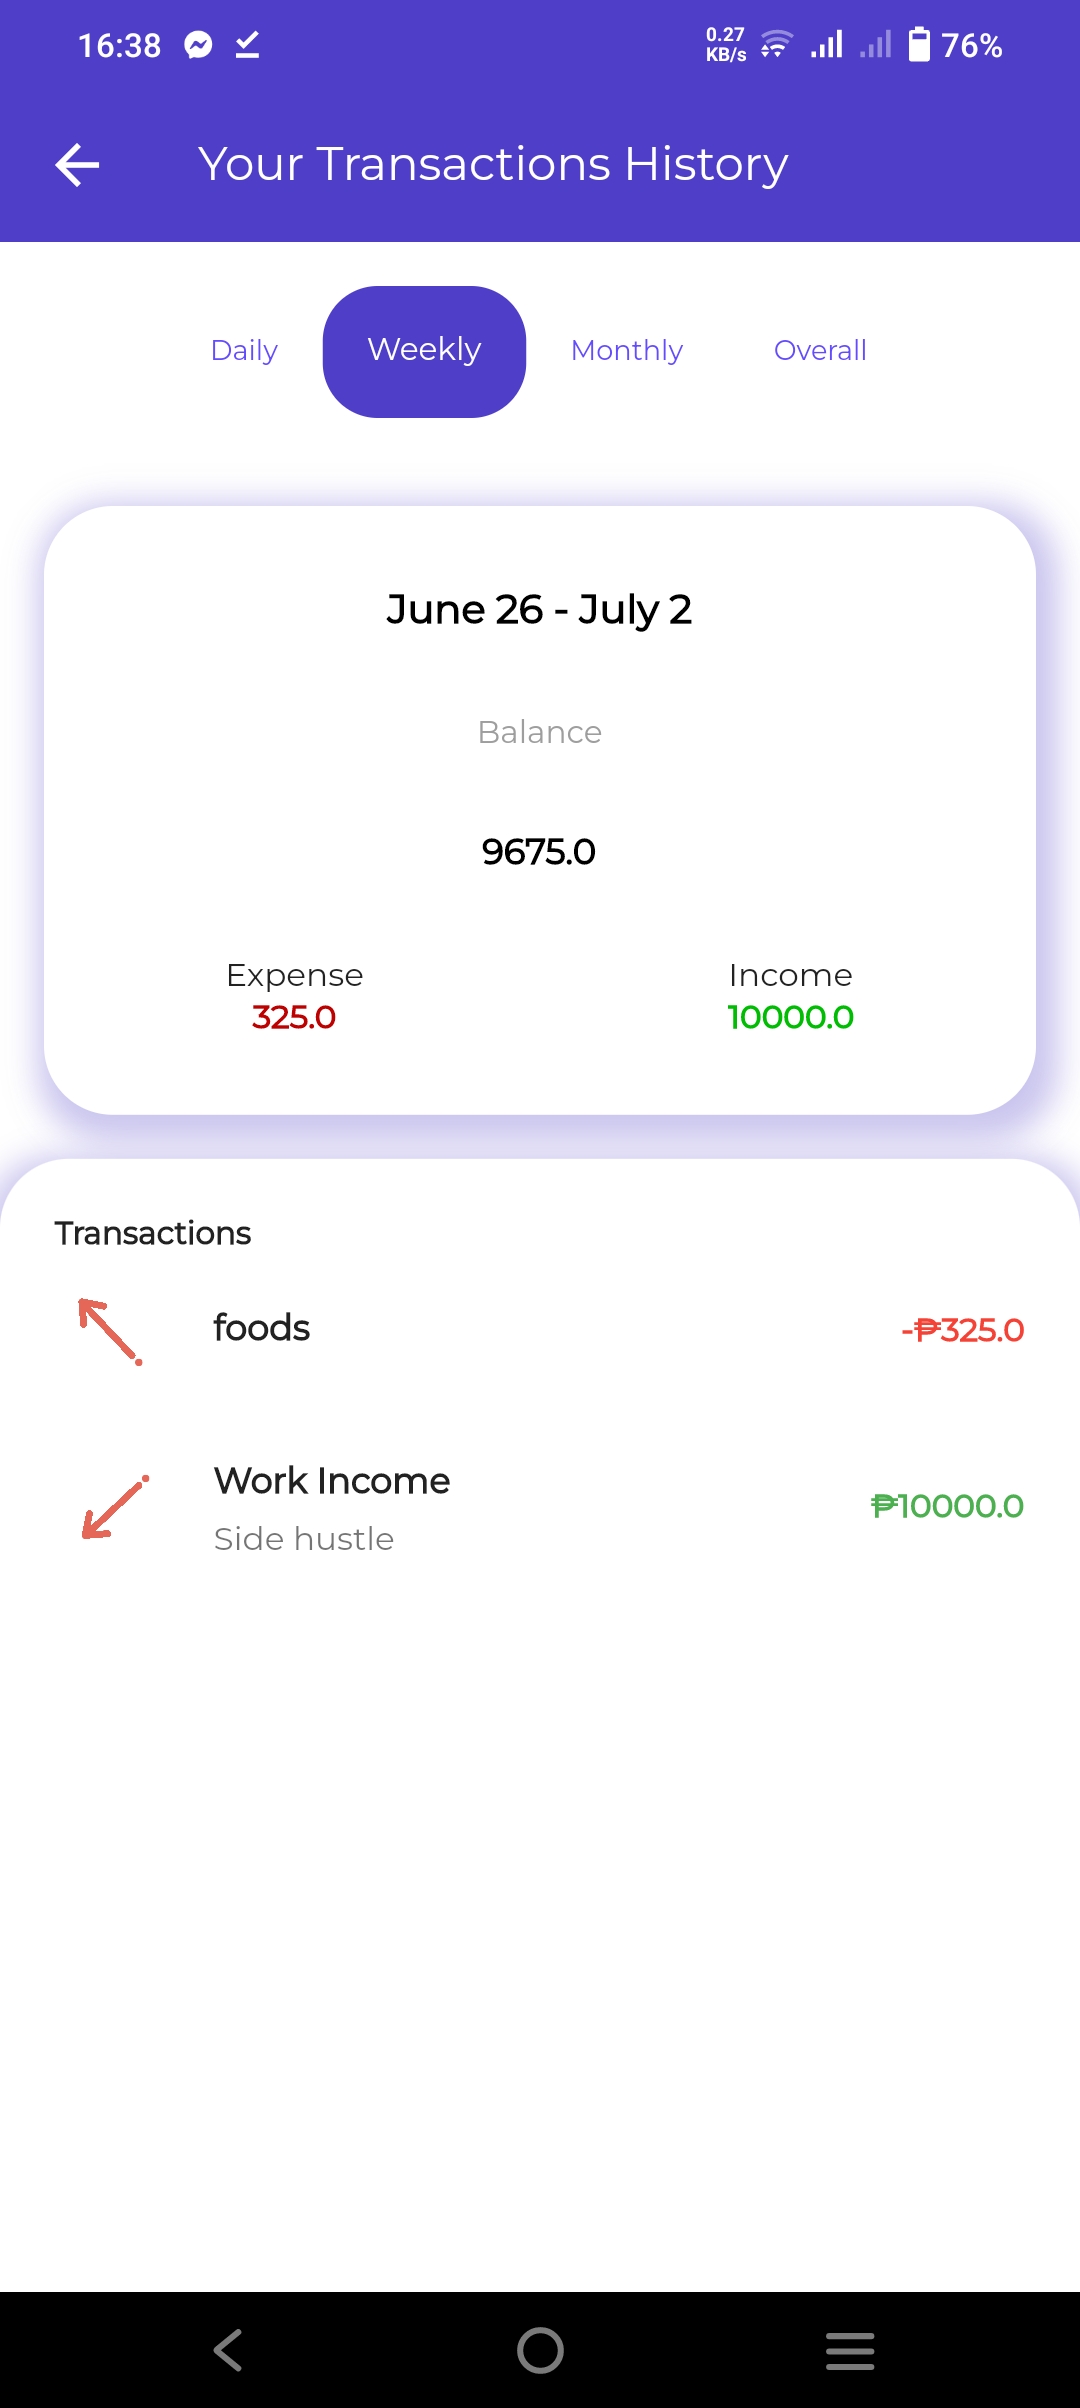 16:38
0.27
KB/s
76%
Your Transactions History
Daily
Weekly
Monthly
Overall
June 26 - July 2
Balance
9675.0
Expense
Income
325.0
10000.0
Transactions
foods
-₱325.0
Work Income
₱10000.0
Side hustle